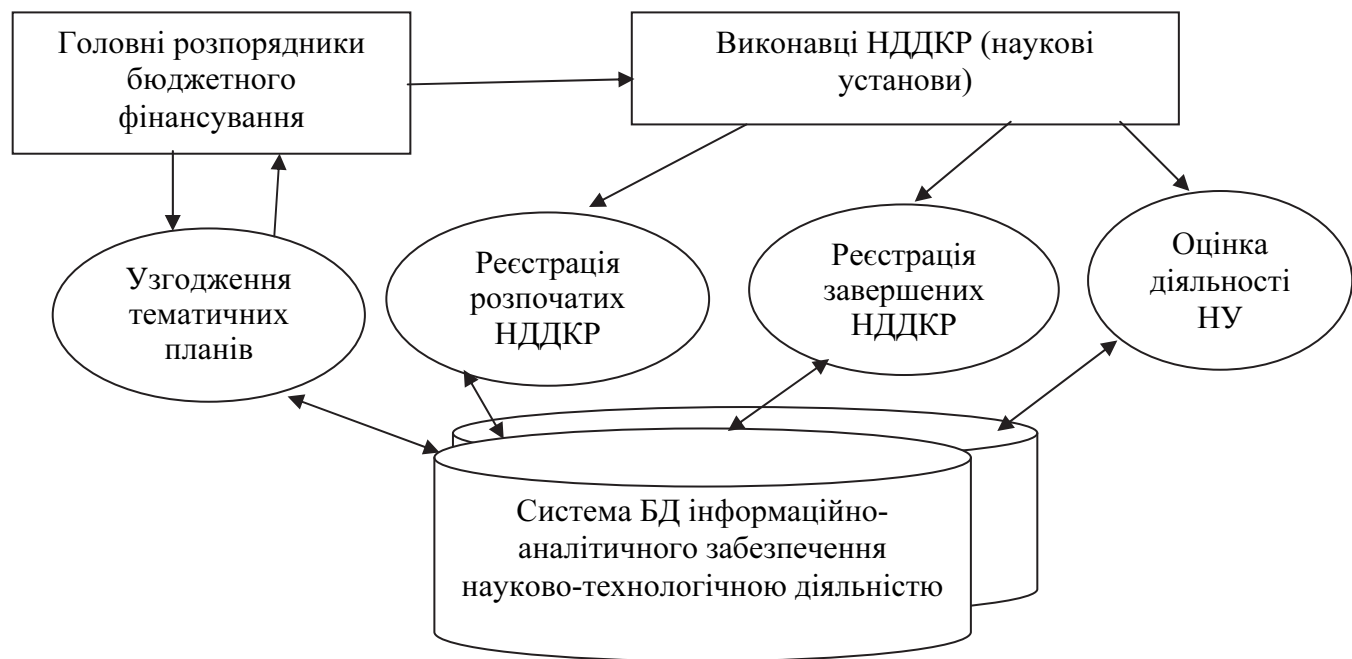 Головні розпорядники
бюджетного
фінансування
Виконавці НДДКР (наукові
установи)
Узгодження
тематичних
планів
Реєстрація
розпочатих
НДДКР
Реєстрація
завершених
НДДКР
Оцінка
діяльності
НУ
Система БД інформаційно-
аналітичного забезпечення
науково-технологічною діяльністю